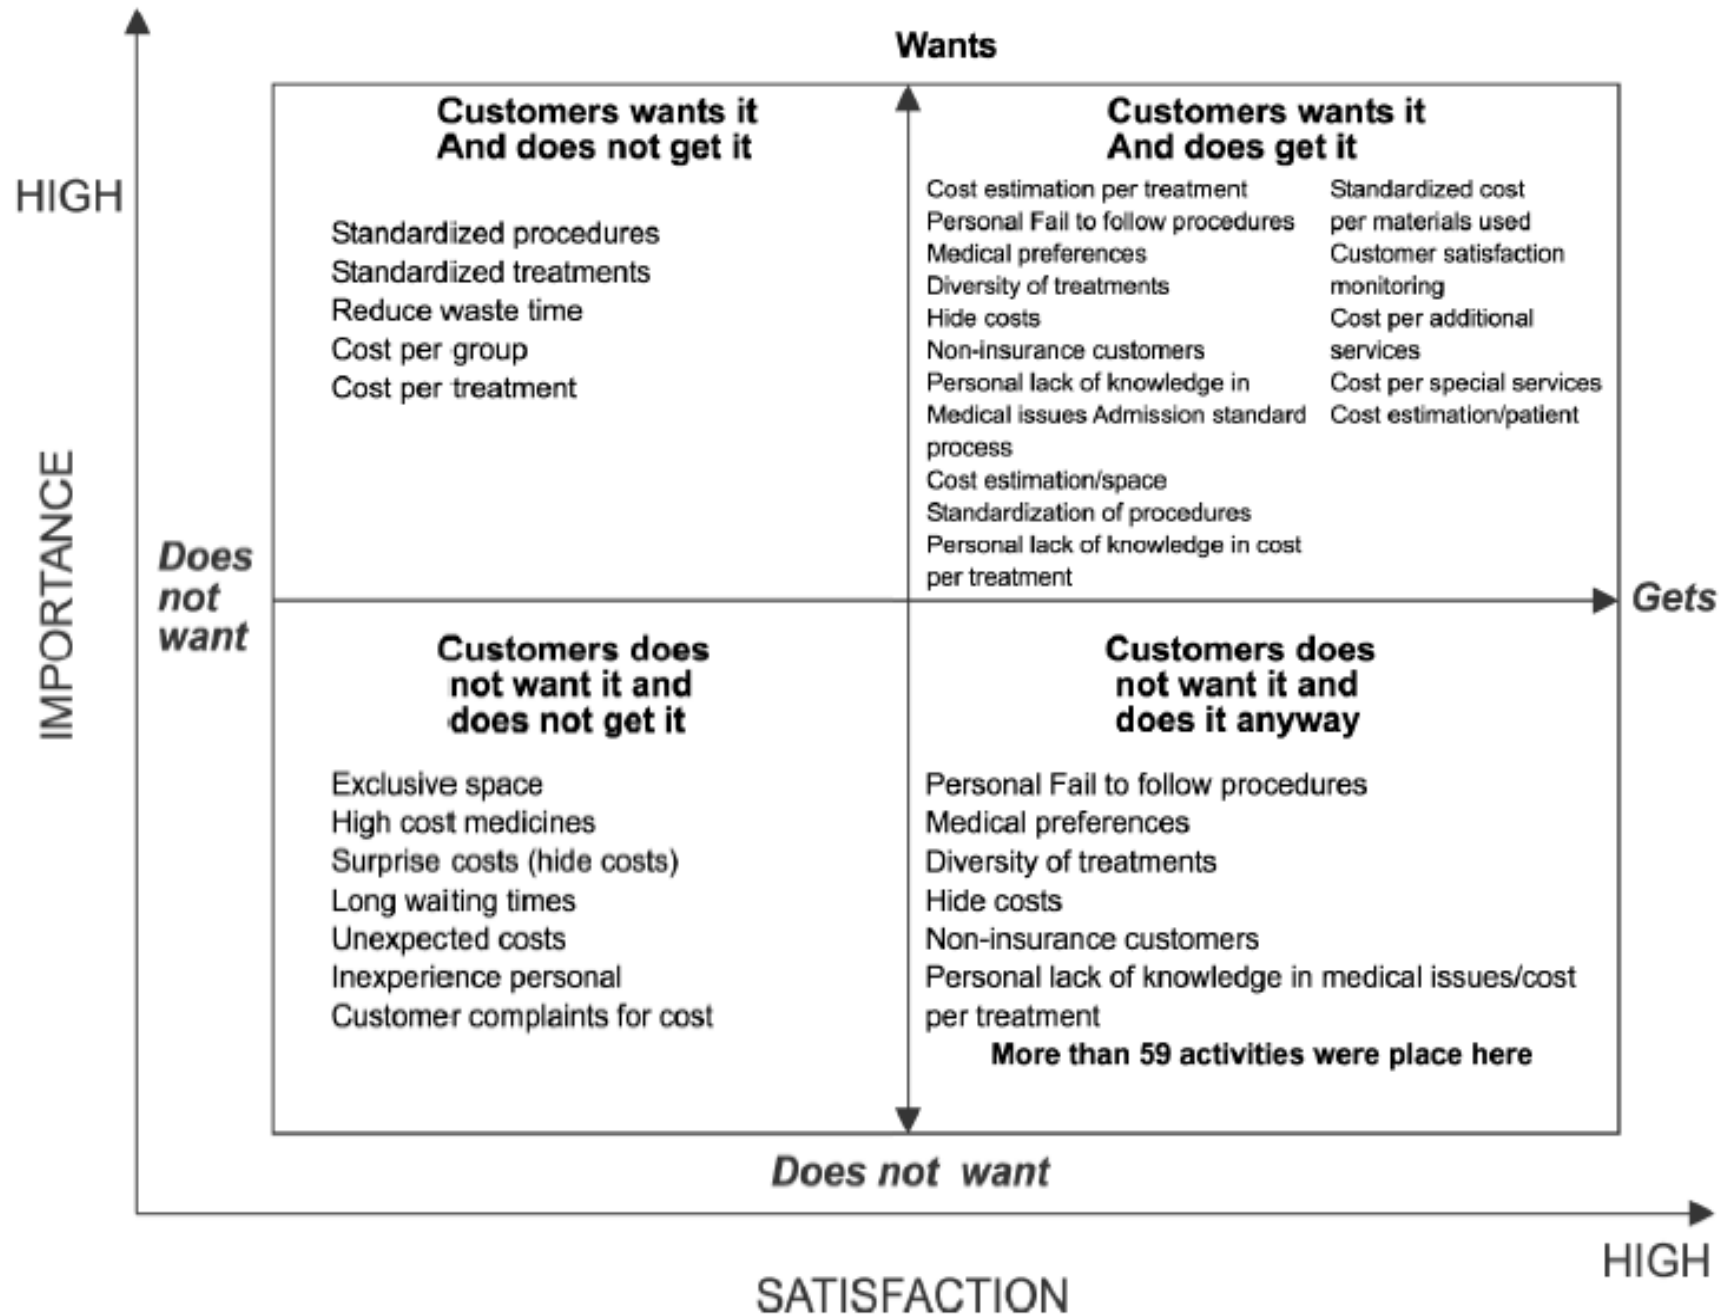 Wants
Customers wants it
And does not get it
Standardized procedures
Standardized treatments
Reduce waste time
Cost per group
Cost per treatment
Customers wants it
And does get it
Cost estimation per treatment
Personal Fail to follow procedures
Medical preferences
Diversity of treatments
Hide costs
Non-insurance customers
Personal lack of knowledge in
Medical issues Admission standard
process
Cost estimation/space
Standardization of procedures
Personal lack of knowledge in cost
per treatment
Standardized cost
per materials used
Customer satisfaction
monitoring
Cost per additional
services
Cost per special services
Cost estimation/patient
HIGH
IMPORTANCE
Does
not
want
Gets
Customers does
not want it and
does not get it
Exclusive space
High cost medicines
Surprise costs (hide costs)
Long waiting times
Unexpected costs
Inexperience personal
Customer complaints for cost
Customers does
not want it and
does it anyway
Personal Fail to follow procedures
Medical preferences
Diversity of treatments
Hide costs
Non-insurance customers
Personal lack of knowledge in medical issues/cost
per treatment
More than 59 activities were place here
Does not want
HIGH
SATISFACTION